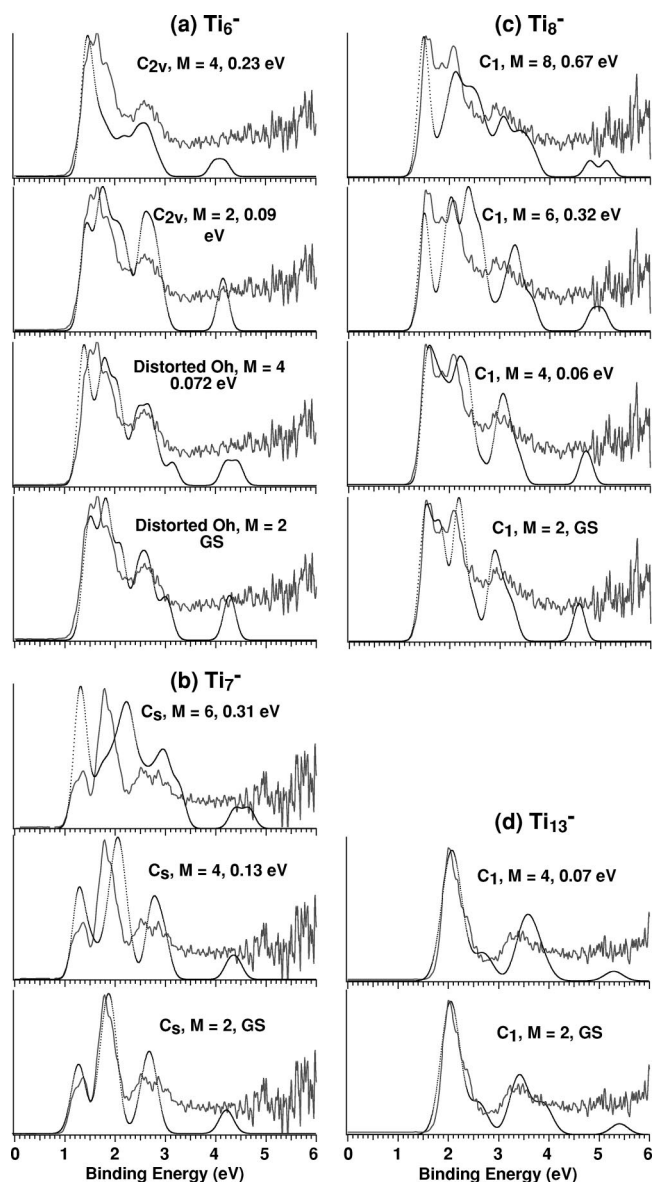 (a) Ti6-
C2v, M = 4, 0.23 eV
C2v, M = 2, 0.09
eV
Distorted Oh, M = 4
0.072 eV
Distorted Oh, M = 2
GS
(b) Ti7-
Cs, M = 6, 0.31 eV
Cs, M = 4, 0.13 eV
Cs, M = 2, GS
0 1 2 3 4 5 6
Binding Energy (eV)
(c) Ti8-
C1, M = 8, 0.67 eV
C1, M = 6, 0.32 eV
C1, M = 4, 0.06 eV
C1, M = 2, GS
(d) Ti13-
C1, M = 4, 0.07 eV
C1, M = 2, GS
0 1 2 3 4 5 6
Binding Energy (eV)